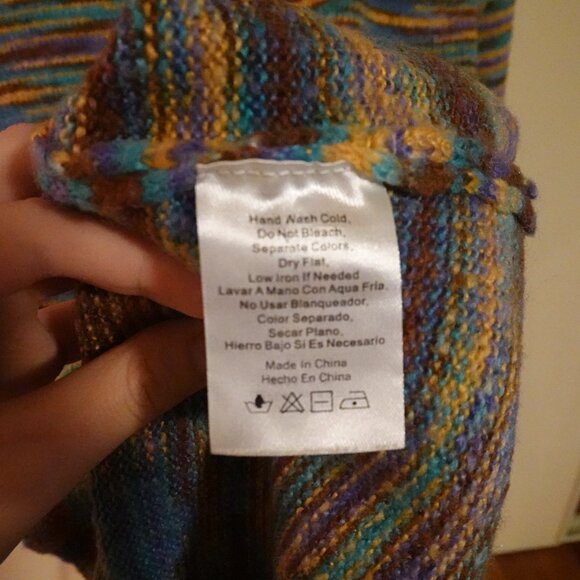 Hand Wash Cold,
Do Not Bleach,
Separate Colors,
Dry Flat,
Low Iron If Needed
Lavar A Mano Con Aqua Fria,
No Usar Blanqueador,
Color Separado,
Secar Plano,
Hierro Bajo Si Es Necesario
Made In China
Hecho En China